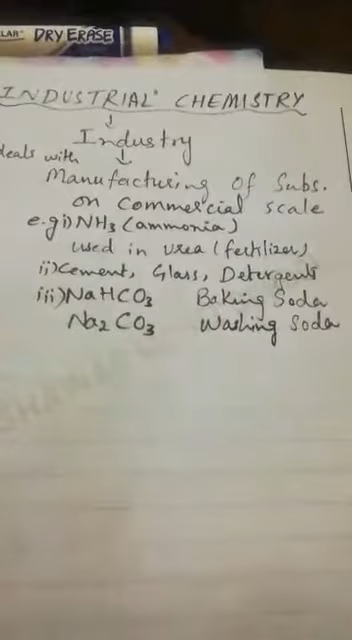 LAR DRY ERASE
INDUSTRIAL CHEMISTRY
Industry
deals with
Manufacturing of Subs.
on commercial scale
e.g i) NH3 (ammonia)
used in urea (fertilizer)
ii) Cement, Glass, Detergents
iii) NaHCO3 Baking Soda
Na2CO3 Washing Soda